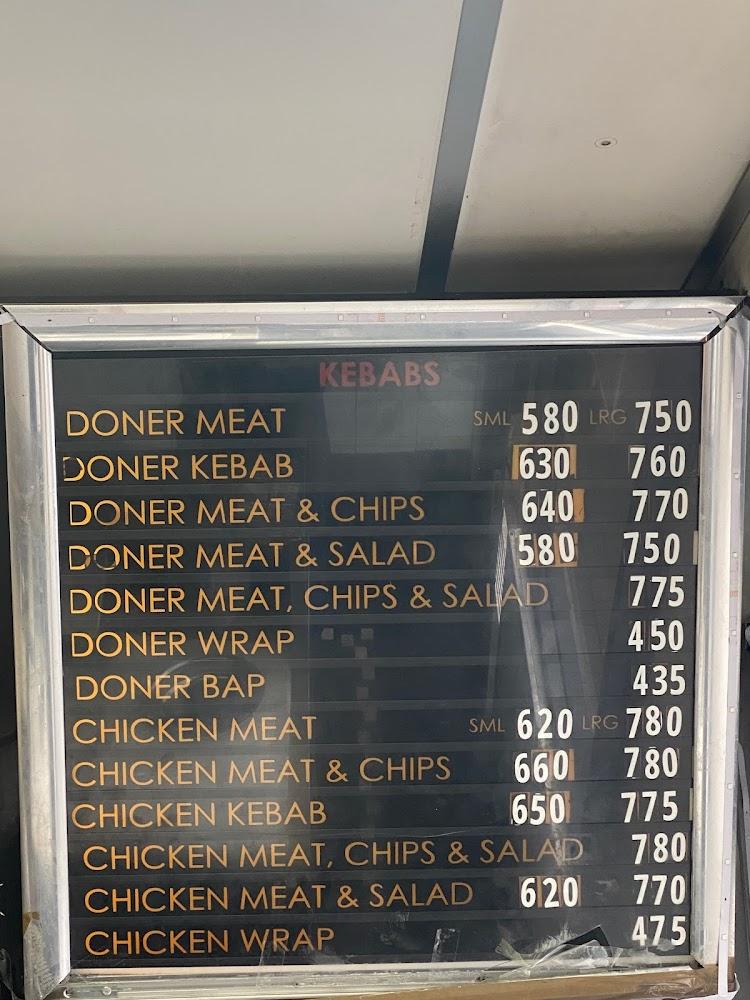 KEBABS
DONER MEAT SML 580 LRG 750
DONER KEBAB 630 760
DONER MEAT & CHIPS 640 770
DONER MEAT & SALAD 580 750
DONER MEAT, CHIPS & SALAD 775
DONER WRAP 450
DONER BAP 435
CHICKEN MEAT SML 620 LRG 780
CHICKEN MEAT & CHIPS 660 780
CHICKEN KEBAB 650 775
CHICKEN MEAT, CHIPS & SALAD 780
CHICKEN MEAT & SALAD 620 770
CHICKEN WRAP 475